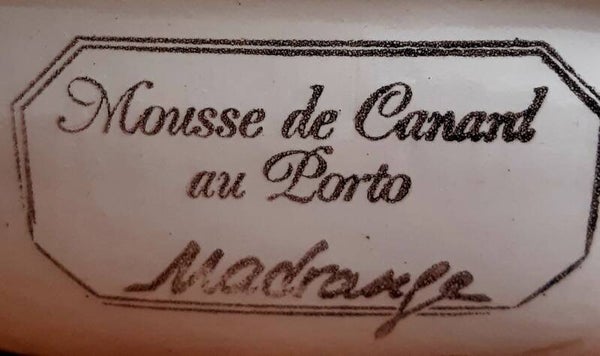 Mousse de Canard
au Porto
Madrange